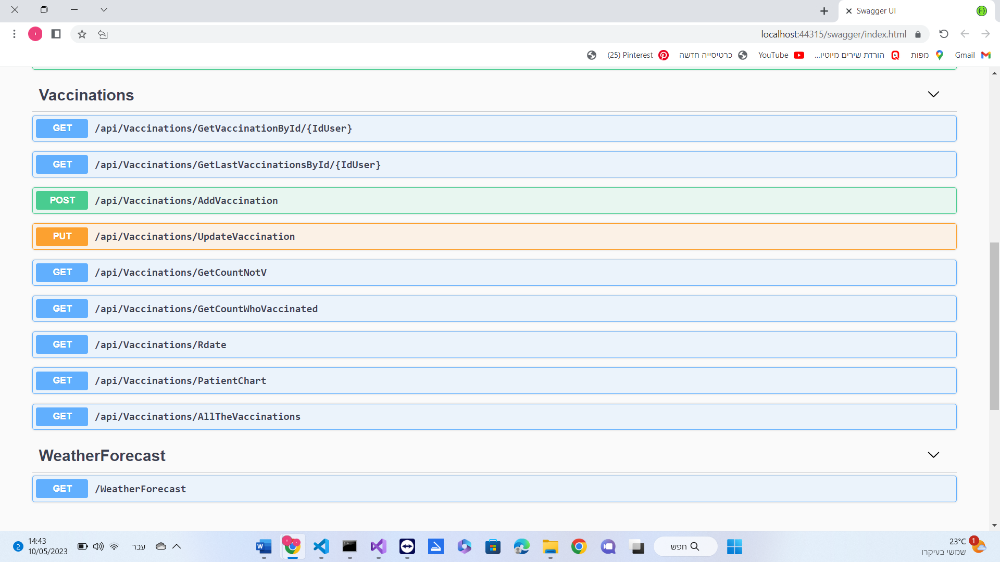 Swagger UI
localhost:44315/swagger/index.html
Gmail
מפות
הורדת שירים מיוטיו...
YouTube
כרטיסייה חדשה
(25) Pinterest
Vaccinations
GET /api/Vaccinations/GetVaccinationById/{IdUser}
GET /api/Vaccinations/GetLastVaccinationsById/{IdUser}
POST /api/Vaccinations/AddVaccination
PUT /api/Vaccinations/UpdateVaccination
GET /api/Vaccinations/GetCountNotV
GET /api/Vaccinations/GetCountWhoVaccinated
GET /api/Vaccinations/Rdate
GET /api/Vaccinations/PatientChart
GET /api/Vaccinations/AllTheVaccinations
WeatherForecast
GET /WeatherForecast
23°C
שמשי בעיקרו
1
חפש
עבר
14:43
10/05/2023
2